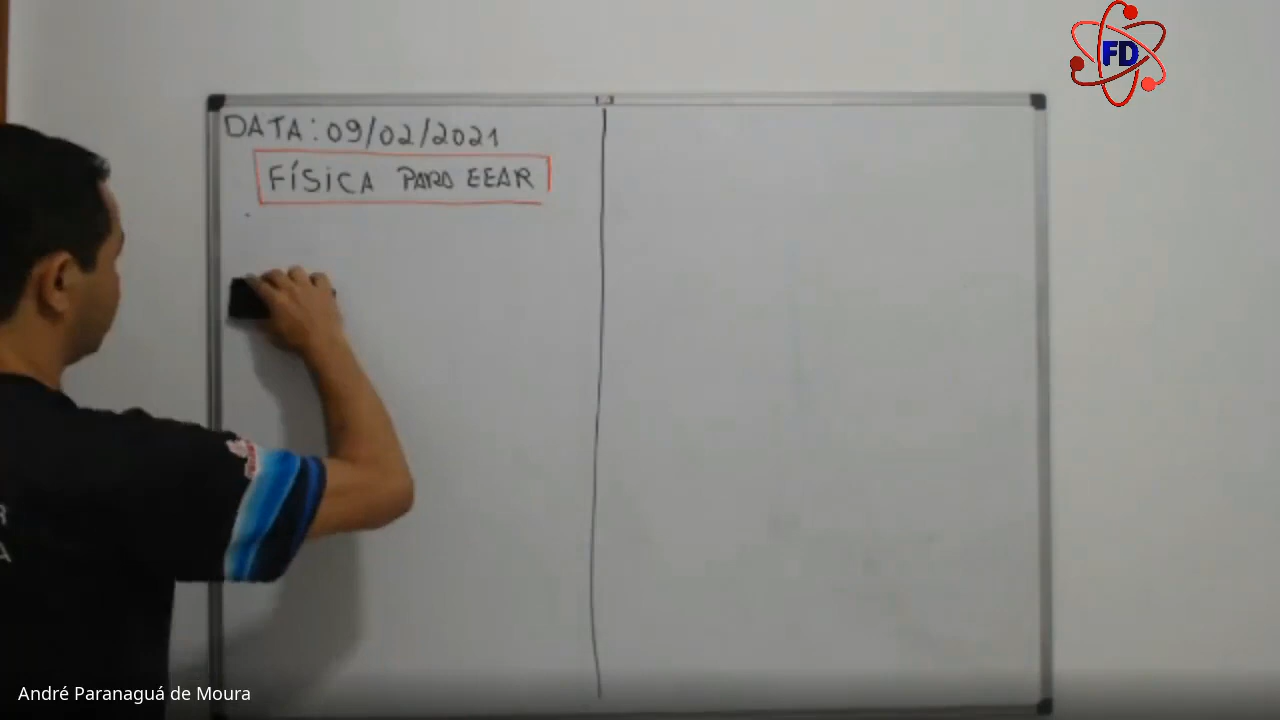 FD
DATA: 09/02/2021
FÍSICA PARA EEAR
R
A
André Paranaguá de Moura